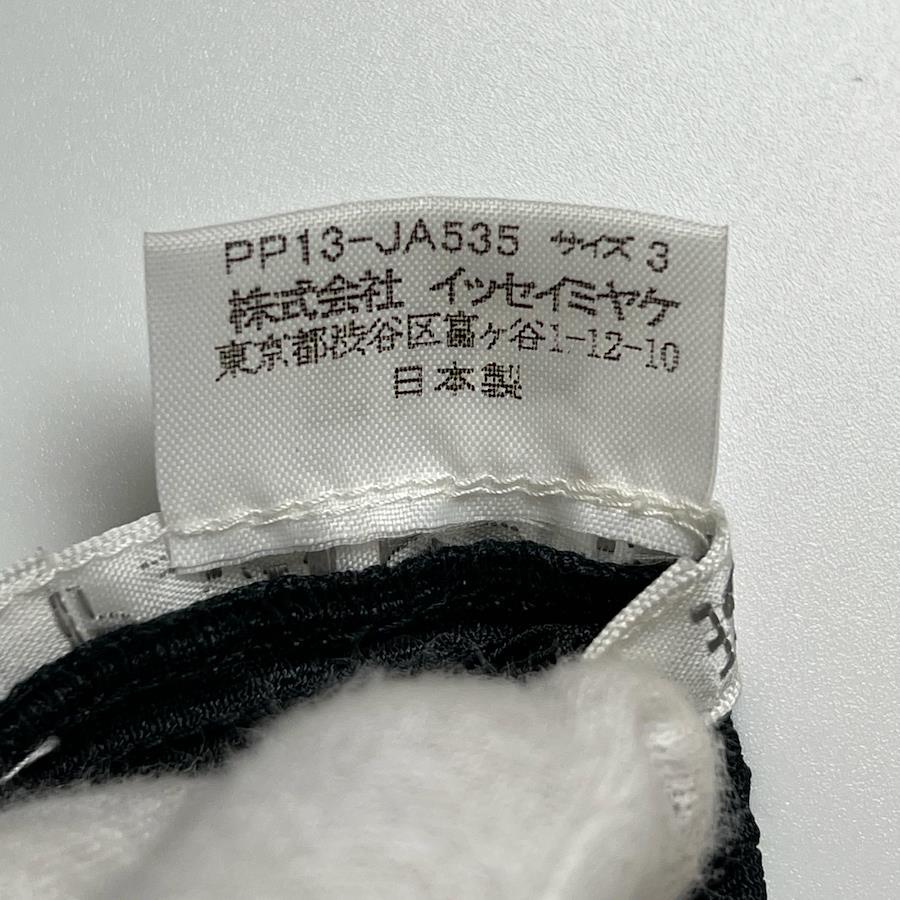 PP13-JA535 サイズ 3
株式会社 イッセイミヤケ
東京都渋谷区富ヶ谷1-12-10
日本製